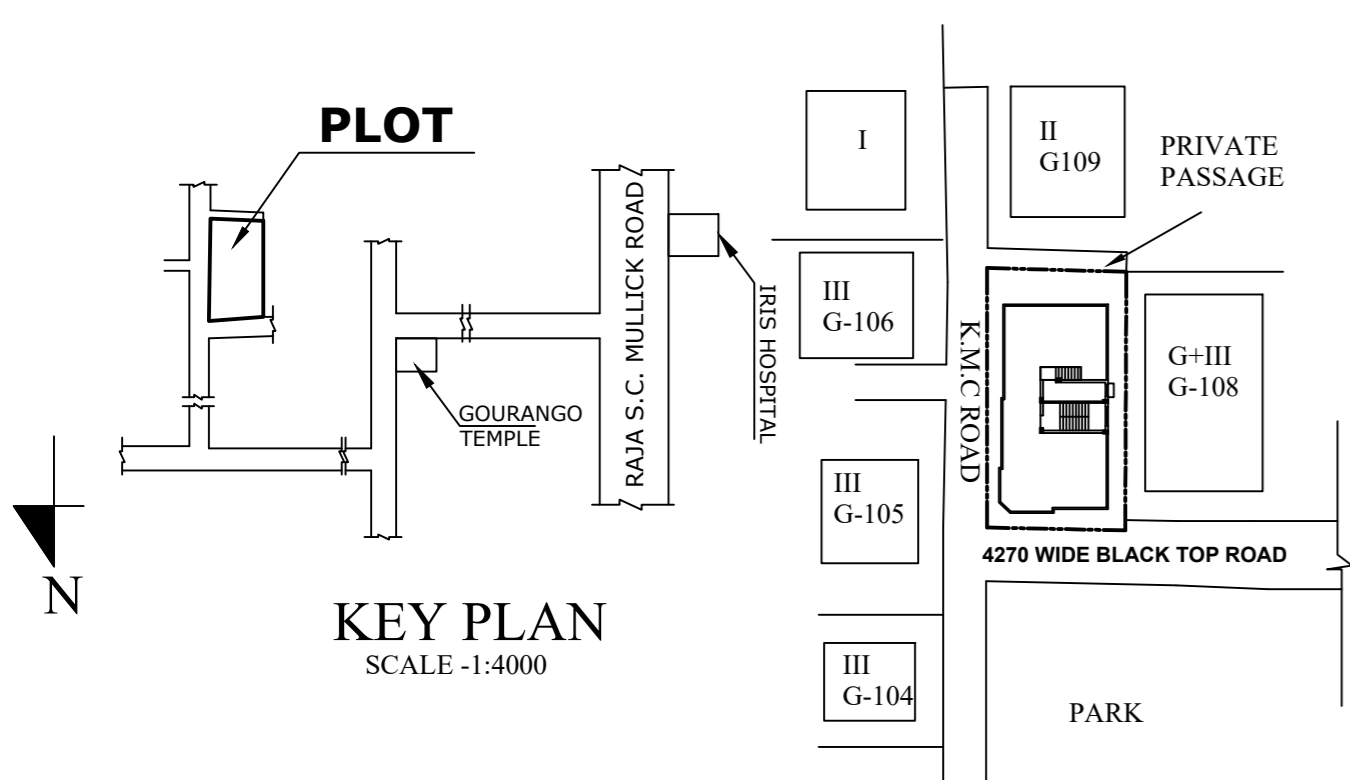 PLOT
RAJA S.C. MULLICK ROAD
IRIS HOSPITAL
GOURANGO
TEMPLE
N
KEY PLAN
SCALE -1:4000
I
II
G109
PRIVATE
PASSAGE
III
G-106
K.M.C ROAD
G+III
G-108
III
G-105
4270 WIDE BLACK TOP ROAD
III
G-104
PARK